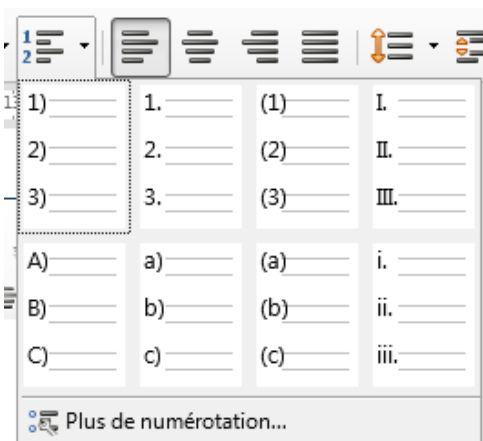 1) 1. (1) I.
2) 2. (2) II.
3) 3. (3) III.
A) a) (a) i.
B) b) (b) ii.
C) c) (c) iii.
Plus de numérotation...